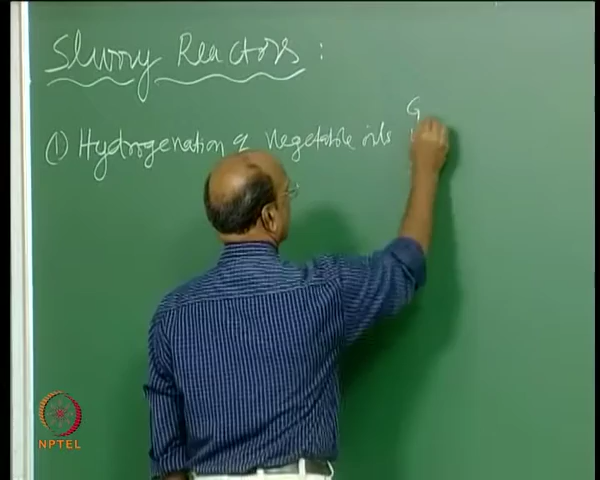 Slurry Reactors :
① Hydrogenation of Vegetable oils G
NPTEL